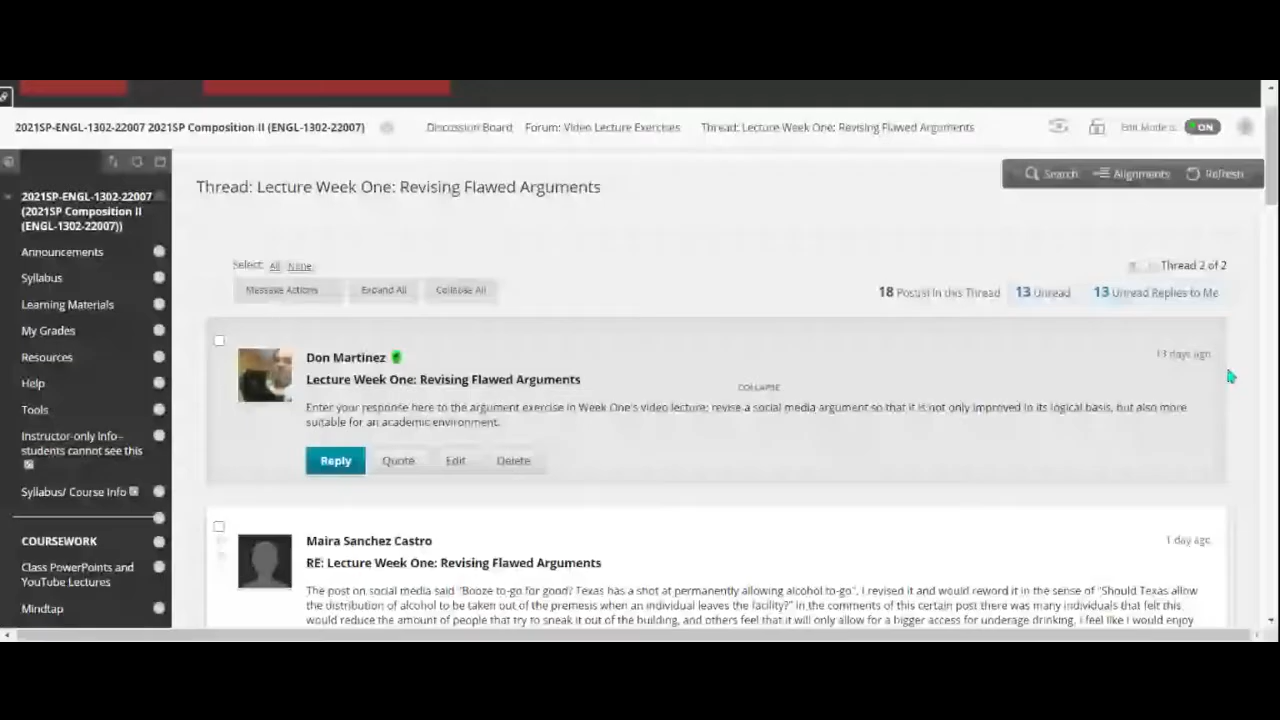 2021SP-ENGL-1302-22007 2021SP Composition II (ENGL-1302-22007) Discussion Board Forum: Video Lecture Exercises Thread: Lecture Week One: Revising Flawed Arguments Edit Mode is: ON
Thread: Lecture Week One: Revising Flawed Arguments
Search Alignments Refresh
2021SP-ENGL-1302-22007
(2021SP Composition II
(ENGL-1302-22007))
Announcements
Syllabus
Learning Materials
My Grades
Resources
Help
Tools
Instructor-only Info-
students cannot see this
Syllabus/ Course Info
COURSEWORK
Class PowerPoints and
YouTube Lectures
Mindtap
Select: All None
Thread 2 of 2
Message Actions Expand All Collapse All
18 Posts in this Thread 13 Unread 13 Unread Replies to Me
Don Martinez
13 days ago
Lecture Week One: Revising Flawed Arguments
COLLAPSE
Enter your response here to the argument exercise in Week One's video lecture: revise a social media argument so that it is not only improved in its logical basis, but also more
suitable for an academic environment.
Reply Quote Edit Delete
Maira Sanchez Castro
1 day ago
RE: Lecture Week One: Revising Flawed Arguments
The post on social media said "Booze to-go for good? Texas has a shot at permanently allowing alcohol to-go", I revised it and would reword it in the sense of "Should Texas allow
the distribution of alcohol to be taken out of the premesis when an individual leaves the facility?" In the comments of this certain post there was many individuals that felt this
would reduce the amount of people that try to sneak it out of the building, and others feel that it will only allow for a bigger access for underage drinking. I feel like I would enjoy